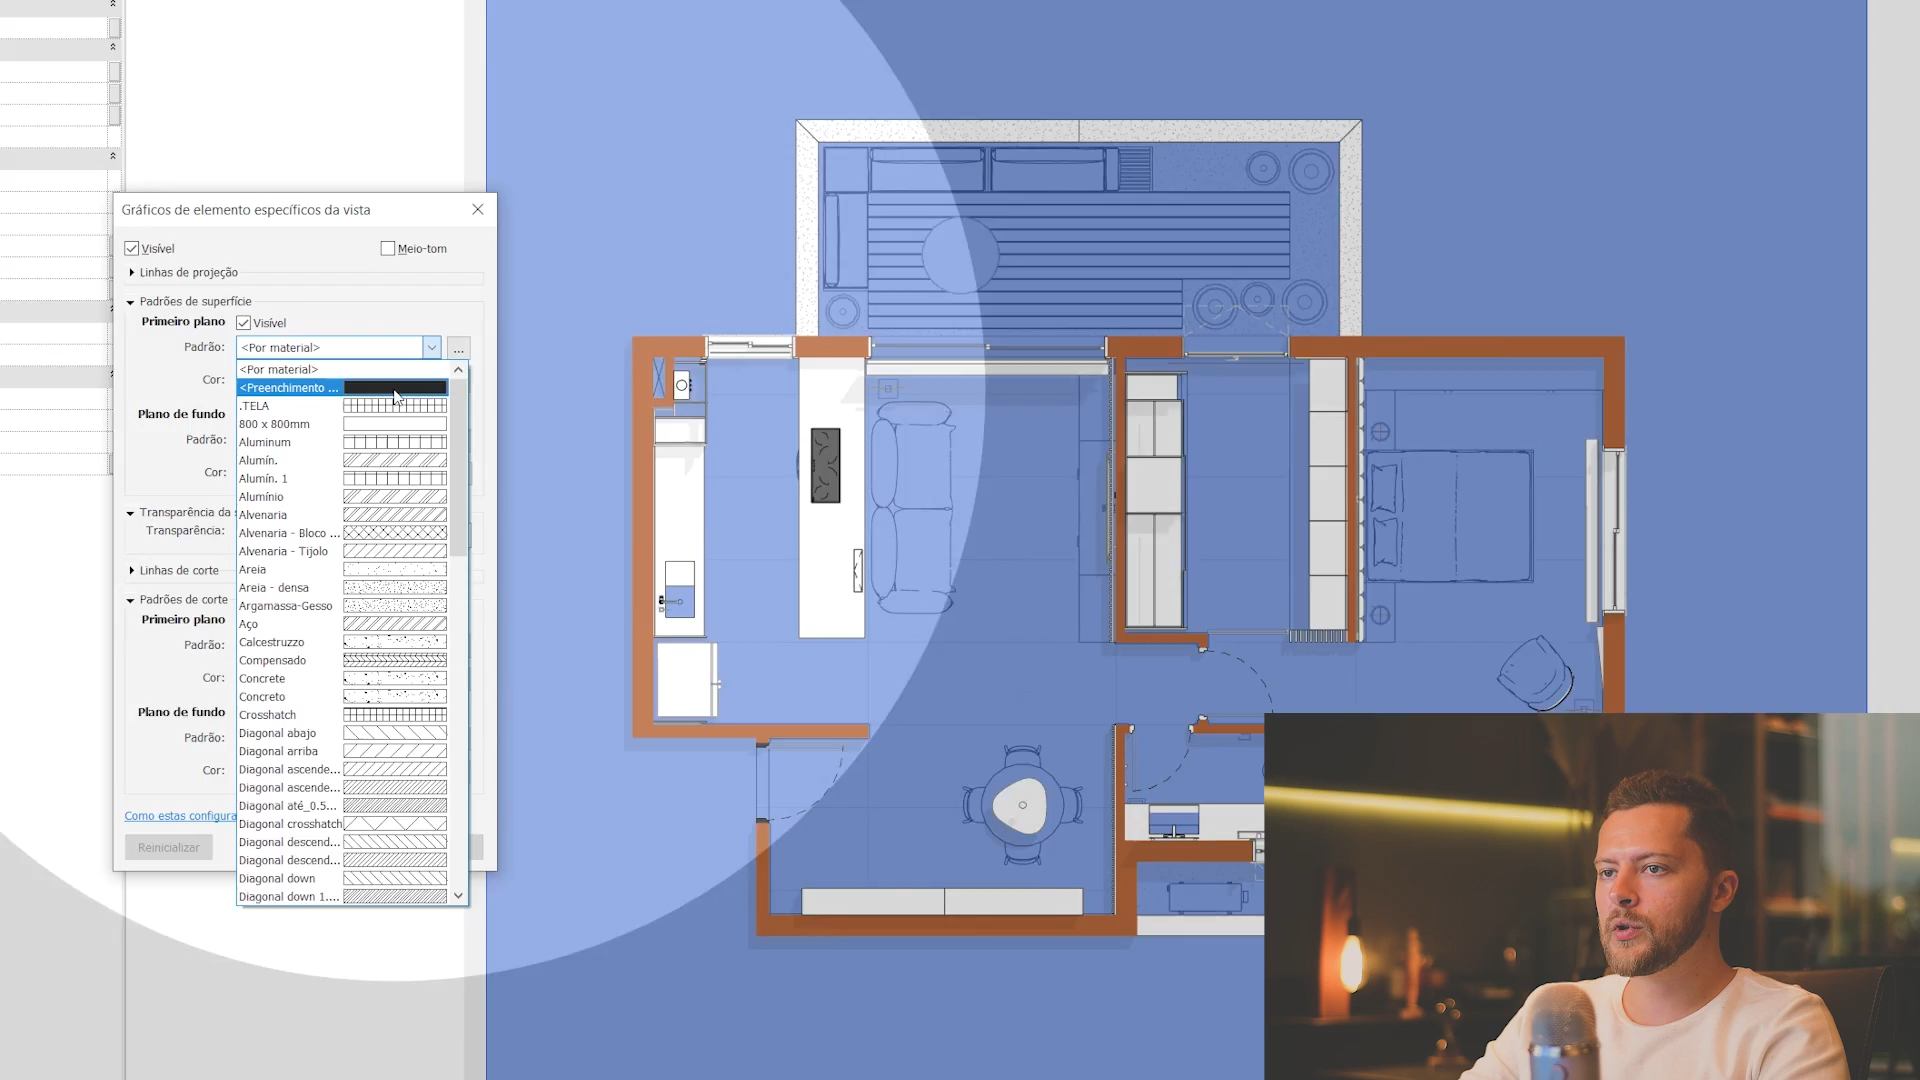 Gráficos de elemento específicos da vista
Visível
Meio-tom
Linhas de projeção
Padrões de superfície
Primeiro plano
Visível
Padrão:
<Por material>
...
Cor:
<Por material>
<Preenchimento ...
.TELA
800 x 800mm
Aluminum
Alumín.
Alumín. 1
Alumínio
Alvenaria
Alvenaria - Bloco ...
Alvenaria - Tijolo
Areia
Areia - densa
Argamassa-Gesso
Aço
Calcestruzzo
Compensado
Concrete
Concreto
Crosshatch
Diagonal abajo
Diagonal arriba
Diagonal ascende...
Diagonal ascende...
Diagonal até_0.5...
Diagonal crosshatch
Diagonal descend...
Diagonal descend...
Diagonal down
Diagonal down 1....
Plano de fundo
Padrão:
Cor:
Transparência da
Transparência:
Linhas de corte
Padrões de corte
Primeiro plano
Padrão:
Cor:
Plano de fundo
Padrão:
Cor:
Como estas configura
Reinicializar